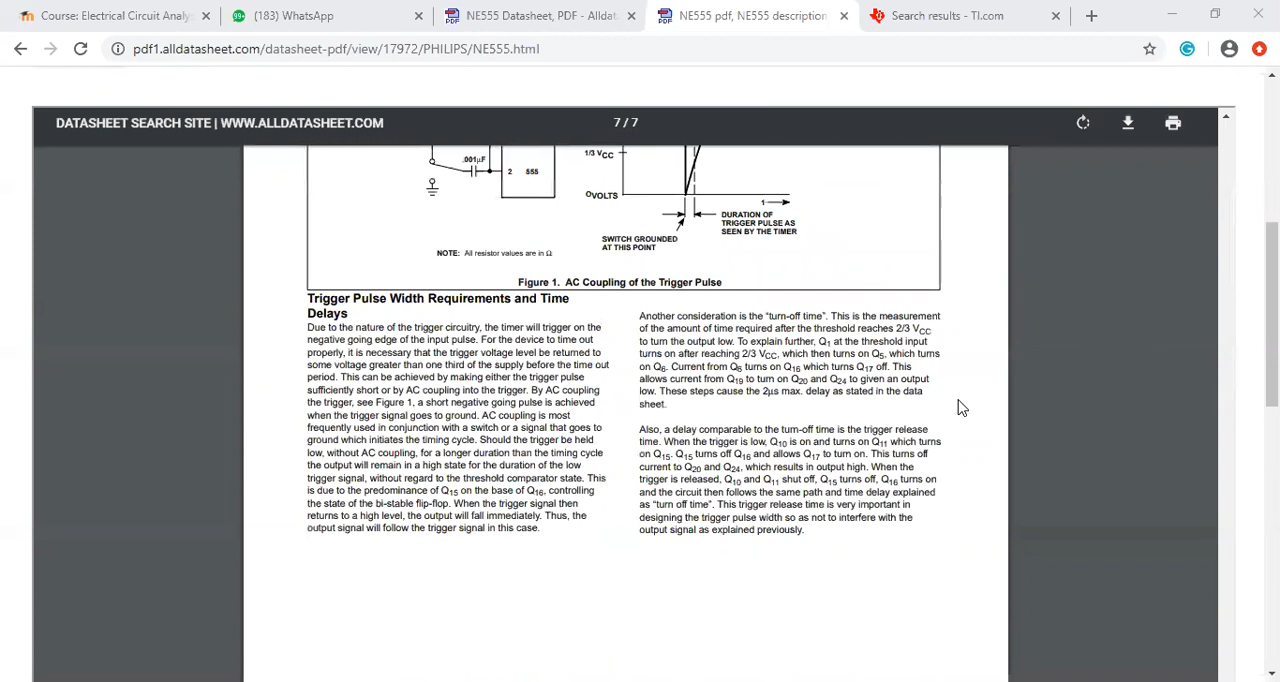 Course: Electrical Circuit Analy
(183) WhatsApp
NE555 Datasheet, PDF - Alldat
NE555 pdf, NE555 description
Search results - TI.com
pdf1.alldatasheet.com/datasheet-pdf/view/17972/PHILIPS/NE555.html
DATASHEET SEARCH SITE | WWW.ALLDATASHEET.COM
7 / 7
.001µF
2 555
1/3 VCC
OVOLTS
1
DURATION OF
TRIGGER PULSE AS
SEEN BY THE TIMER
SWITCH GROUNDED
AT THIS POINT
NOTE: All resistor values are in Ω
Figure 1. AC Coupling of the Trigger Pulse
Trigger Pulse Width Requirements and Time
Delays
Due to the nature of the trigger circuitry, the timer will trigger on the
negative going edge of the input pulse. For the device to time out
properly, it is necessary that the trigger voltage level be returned to
some voltage greater than one third of the supply before the time out
period. This can be achieved by making either the trigger pulse
sufficiently short or by AC coupling into the trigger. By AC coupling
the trigger, see Figure 1, a short negative going pulse is achieved
when the trigger signal goes to ground. AC coupling is most
frequently used in conjunction with a switch or a signal that goes to
ground which initiates the timing cycle. Should the trigger be held
low, without AC coupling, for a longer duration than the timing cycle
the output will remain in a high state for the duration of the low
trigger signal, without regard to the threshold comparator state. This
is due to the predominance of Q15 on the base of Q16, controlling
the state of the bi-stable flip-flop. When the trigger signal then
returns to a high level, the output will fall immediately. Thus, the
output signal will follow the trigger signal in this case.
Another consideration is the “turn-off time”. This is the measurement
of the amount of time required after the threshold reaches 2/3 VCC
to turn the output low. To explain further, Q1 at the threshold input
turns on after reaching 2/3 VCC, which then turns on Q5, which turns
on Q6. Current from Q6 turns on Q16 which turns Q17 off. This
allows current from Q19 to turn on Q20 and Q24 to given an output
low. These steps cause the 2µs max. delay as stated in the data
sheet.
Also, a delay comparable to the turn-off time is the trigger release
time. When the trigger is low, Q10 is on and turns on Q11 which turns
on Q15. Q15 turns off Q16 and allows Q17 to turn on. This turns off
current to Q20 and Q24, which results in output high. When the
trigger is released, Q10 and Q11 shut off, Q15 turns off, Q16 turns on
and the circuit then follows the same path and time delay explained
as “turn off time”. This trigger release time is very important in
designing the trigger pulse width so as not to interfere with the
output signal as explained previously.